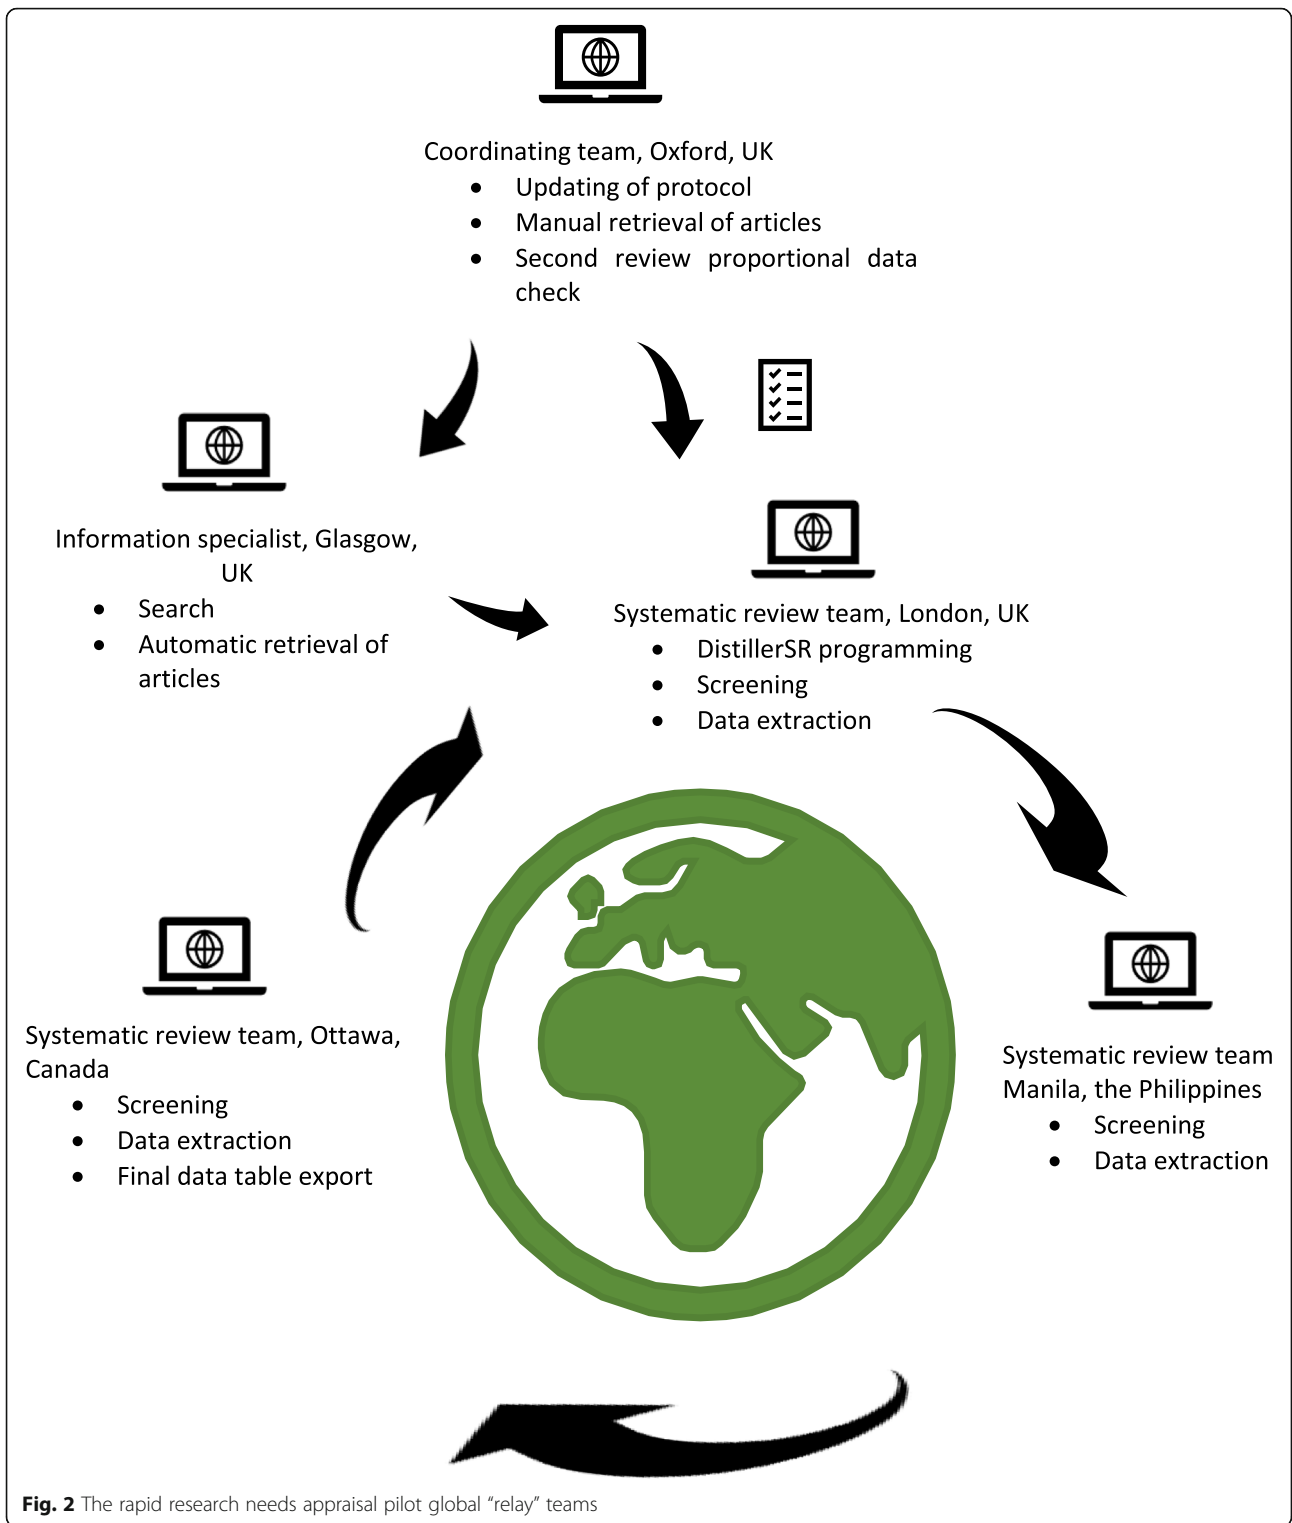 Coordinating team, Oxford, UK
• Updating of protocol
• Manual retrieval of articles
• Second review proportional data
check
Information specialist, Glasgow,
UK
• Search
• Automatic retrieval of
articles
Systematic review team, London, UK
• DistillerSR programming
• Screening
• Data extraction
Systematic review team, Ottawa,
Canada
• Screening
• Data extraction
• Final data table export
Systematic review team
Manila, the Philippines
• Screening
• Data extraction
Fig. 2 The rapid research needs appraisal pilot global “relay” teams